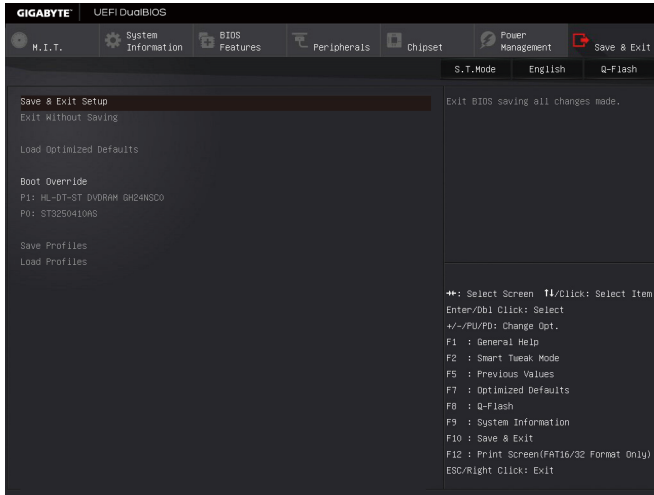 GIGABYTE™ UEFI DualBIOS
M.I.T.
System Information
BIOS Features
Peripherals
Chipset
Power Management
Save & Exit
S.T.Mode English Q-Flash
Save & Exit Setup
Exit Without Saving
Load Optimized Defaults
Boot Override
P1: HL-DT-ST DVDRAM GH24NSC0
P0: ST3250410AS
Save Profiles
Load Profiles
Exit BIOS saving all changes made.
→←: Select Screen ↑↓/Click: Select Item
Enter/Dbl Click: Select
+/-/PU/PD: Change Opt.
F1 : General Help
F2 : Smart Tweak Mode
F5 : Previous Values
F7 : Optimized Defaults
F8 : Q-Flash
F9 : System Information
F10 : Save & Exit
F12 : Print Screen(FAT16/32 Format Only)
ESC/Right Click: Exit